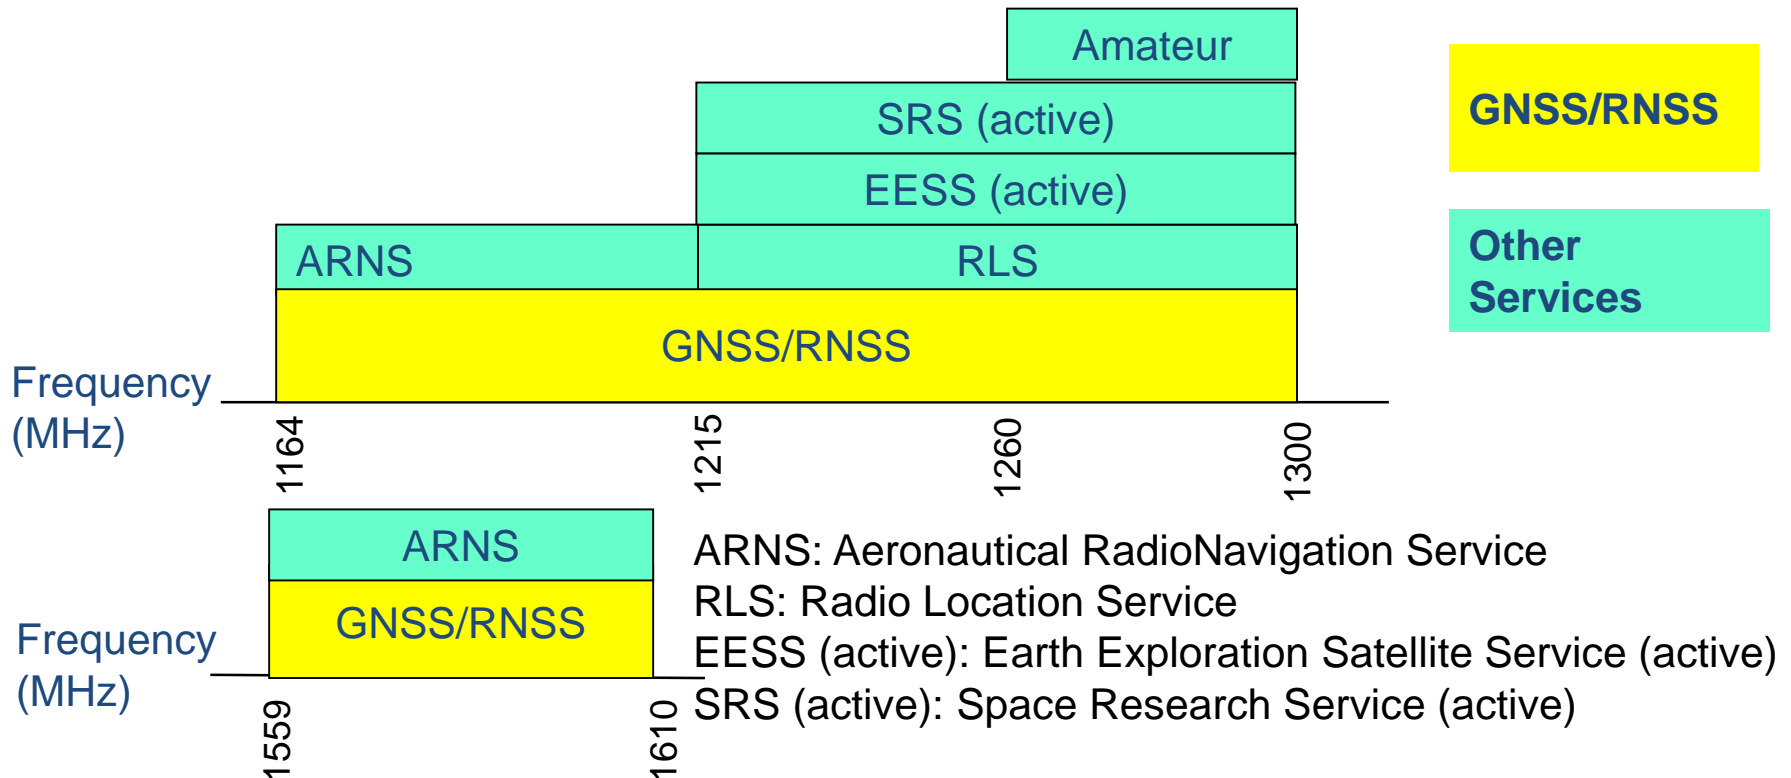 Amateur
SRS (active)
GNSS/RNSS
EESS (active)
Other
Services
ARNS
RLS
GNSS/RNSS
Frequency
(MHz)
1164
1215
1260
1300
ARNS
GNSS/RNSS
Frequency
(MHz)
1559
1610
ARNS: Aeronautical RadioNavigation Service
RLS: Radio Location Service
EESS (active): Earth Exploration Satellite Service (active)
SRS (active): Space Research Service (active)